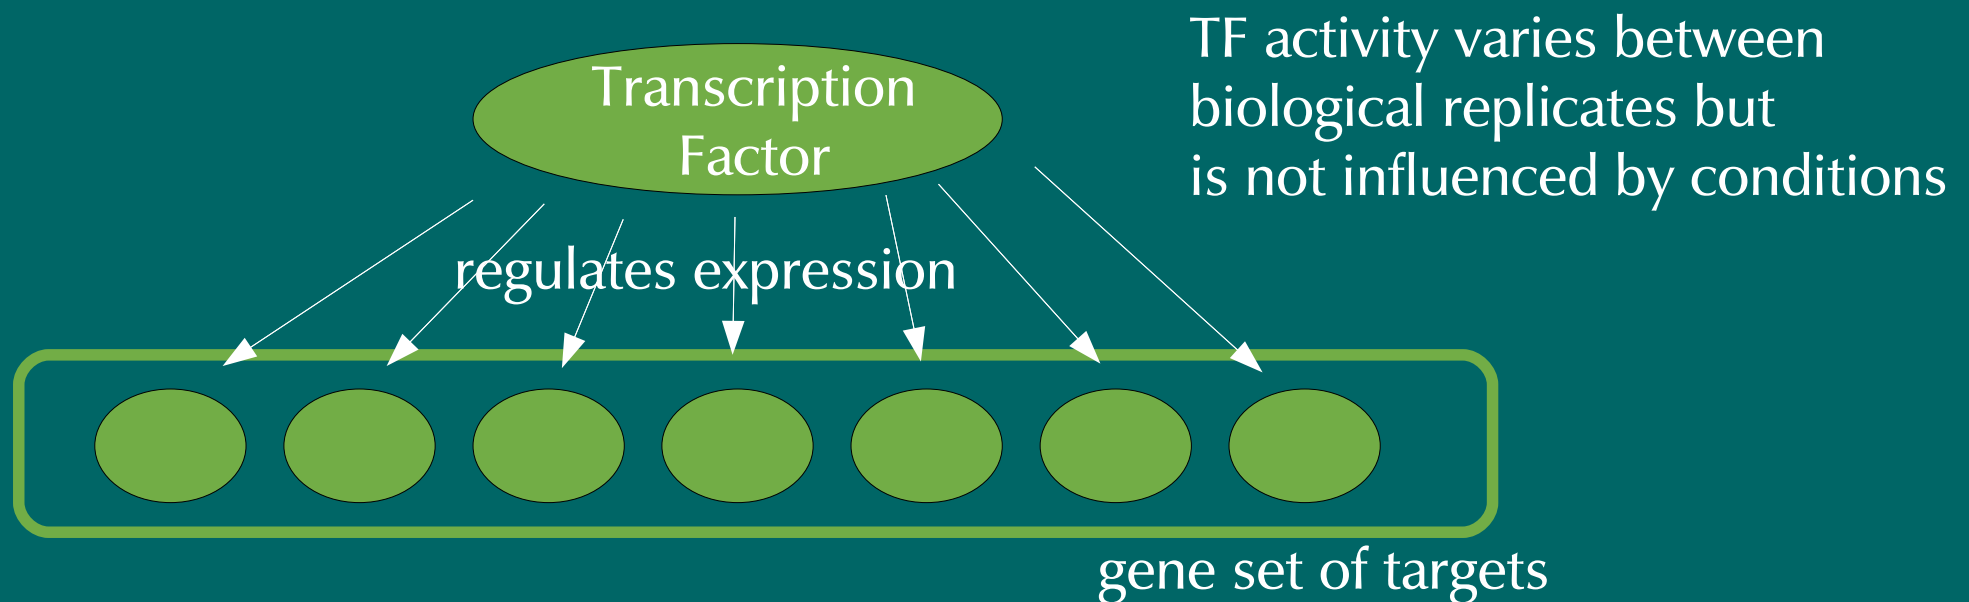 Transcription
Factor
TF activity varies between
biological replicates but
is not influenced by conditions
regulates expression
gene set of targets